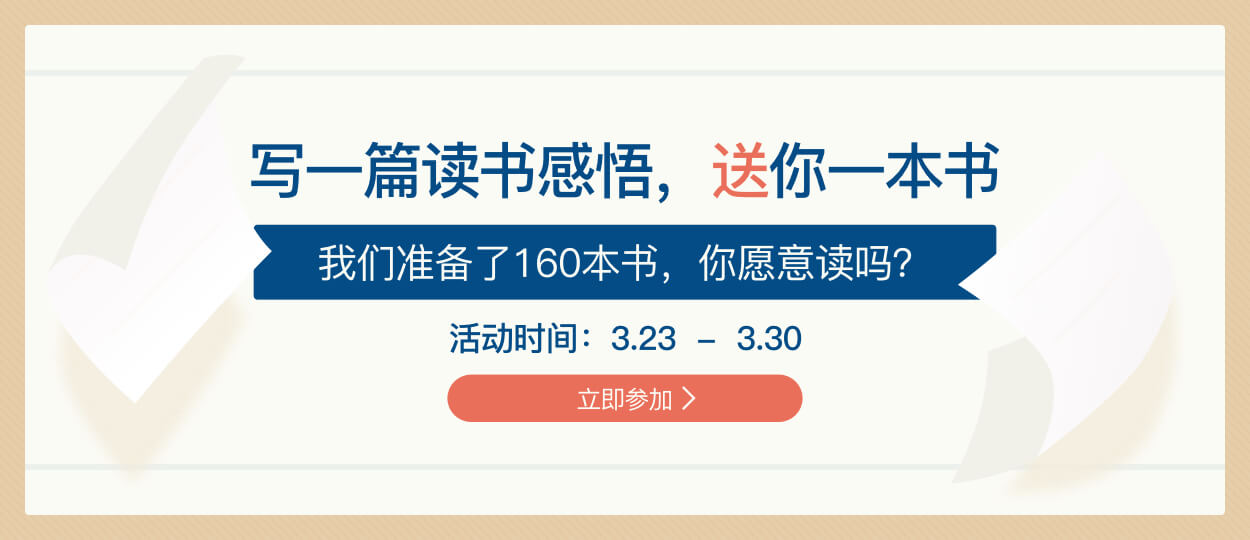 写一篇读书感悟，送你一本书
我们准备了160本书，你愿意读吗？
活动时间：3.23 – 3.30
立即参加 >